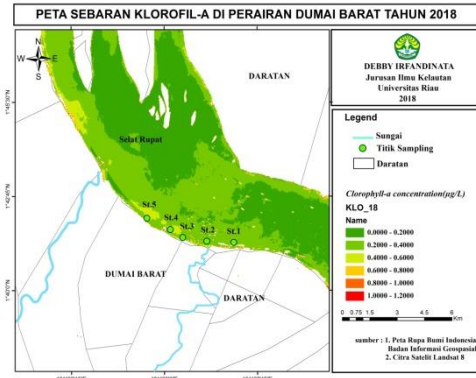 PETA SEBARAN KLOROFIL-A DI PERAIRAN DUMAI BARAT TAHUN 2018
N
W E
S
DARATAN
Selat Rupat
St.5
St.4
St.3
St.2
St.1
DUMAI BARAT
DARATAN
DEBBY IRFANDINATA
Jurusan Ilmu Kelautan
Universitas Riau
2018
Legend
Sungai
Titik Sampling
Daratan
Chlorophyll-a concentration(µg/L)
KLO_18
Name
0.0000 - 0.2000
0.2000 - 0.4000
0.4000 - 0.6000
0.6000 - 0.8000
0.8000 - 1.0000
1.0000 - 1.2000
0 0.75 1.5 3 4.5 6
Km
sumber : 1. Peta Rupa Bumi Indonesia
Badan Informasi Geospasial
2. Citra Satelit Landsat 8